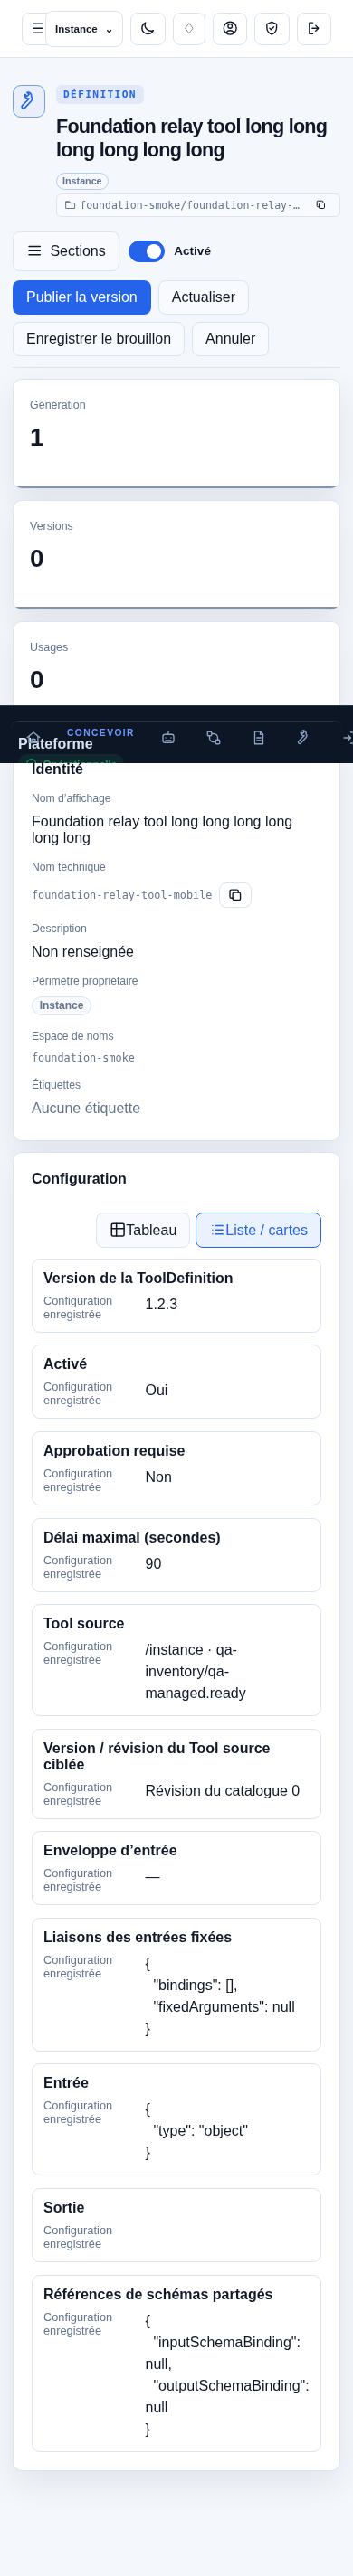 Instance
DÉFINITION
Foundation relay tool long long
long long long long
Instance
foundation-smoke/foundation-relay-…
Sections
Activé
Publier la version
Actualiser
Enregistrer le brouillon
Annuler
Génération
1
Versions
0
Usages
0
CONCEVOIR
Plateforme
Identité
Nom d’affichage
Foundation relay tool long long long long
long long
Nom technique
foundation-relay-tool-mobile
Description
Non renseignée
Périmètre propriétaire
Instance
Espace de noms
foundation-smoke
Étiquettes
Aucune étiquette
Configuration
Tableau
Liste / cartes
Version de la ToolDefinition
Configuration
enregistrée
1.2.3
Activé
Configuration
enregistrée
Oui
Approbation requise
Configuration
enregistrée
Non
Délai maximal (secondes)
Configuration
enregistrée
90
Tool source
Configuration
enregistrée
/instance · qa-
inventory/qa-
managed.ready
Version / révision du Tool source
ciblée
Configuration
enregistrée
Révision du catalogue 0
Enveloppe d’entrée
Configuration
enregistrée
—
Liaisons des entrées fixées
Configuration
enregistrée
{
"bindings": [],
"fixedArguments": null
}
Entrée
Configuration
enregistrée
{
"type": "object"
}
Sortie
Configuration
enregistrée
Références de schémas partagés
Configuration
enregistrée
{
"inputSchemaBinding":
null,
"outputSchemaBinding":
null
}